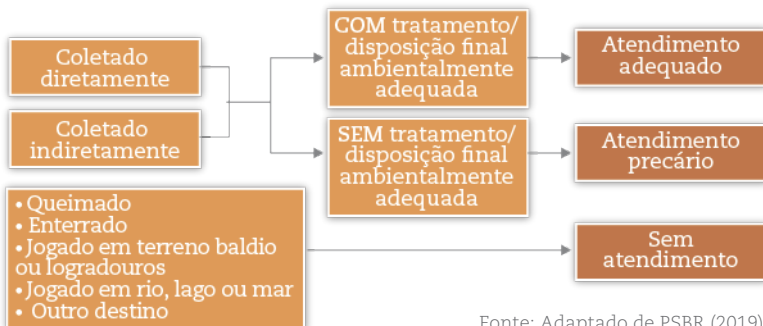 Coletado
diretamente
Coletado
indiretamente
COM tratamento/
disposição final
ambientalmente
adequada
Atendimento
adequado
SEM tratamento/
disposição final
ambientalmente
adequada
Atendimento
precário
• Queimado
• Enterrado
• Jogado em terreno baldio
ou logradouros
• Jogado em rio, lago ou mar
• Outro destino
Sem
atendimento
Fonte: Adaptado de PSBR (2019)